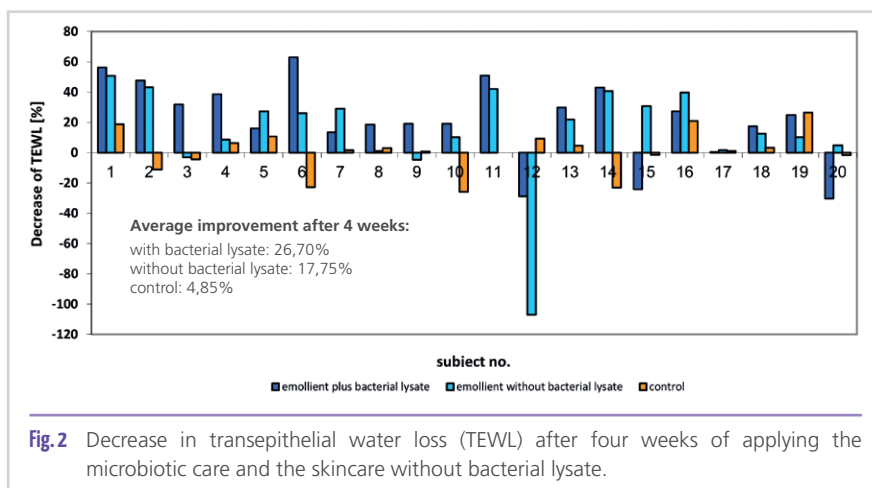 80
60
40
20
0
-20
-40
-60
-80
-100
-120
Decrease of TEWL [%]
1 2 3 4 5 6 7 8 9 10 11 12 13 14 15 16 17 18 19 20
Average improvement after 4 weeks:
with bacterial lysate: 26,70%
without bacterial lysate: 17,75%
control: 4,85%
subject no.
emollient plus bacterial lysate emollient without bacterial lysate control
Fig. 2 Decrease in transepithelial water loss (TEWL) after four weeks of applying the
microbiotic care and the skincare without bacterial lysate.